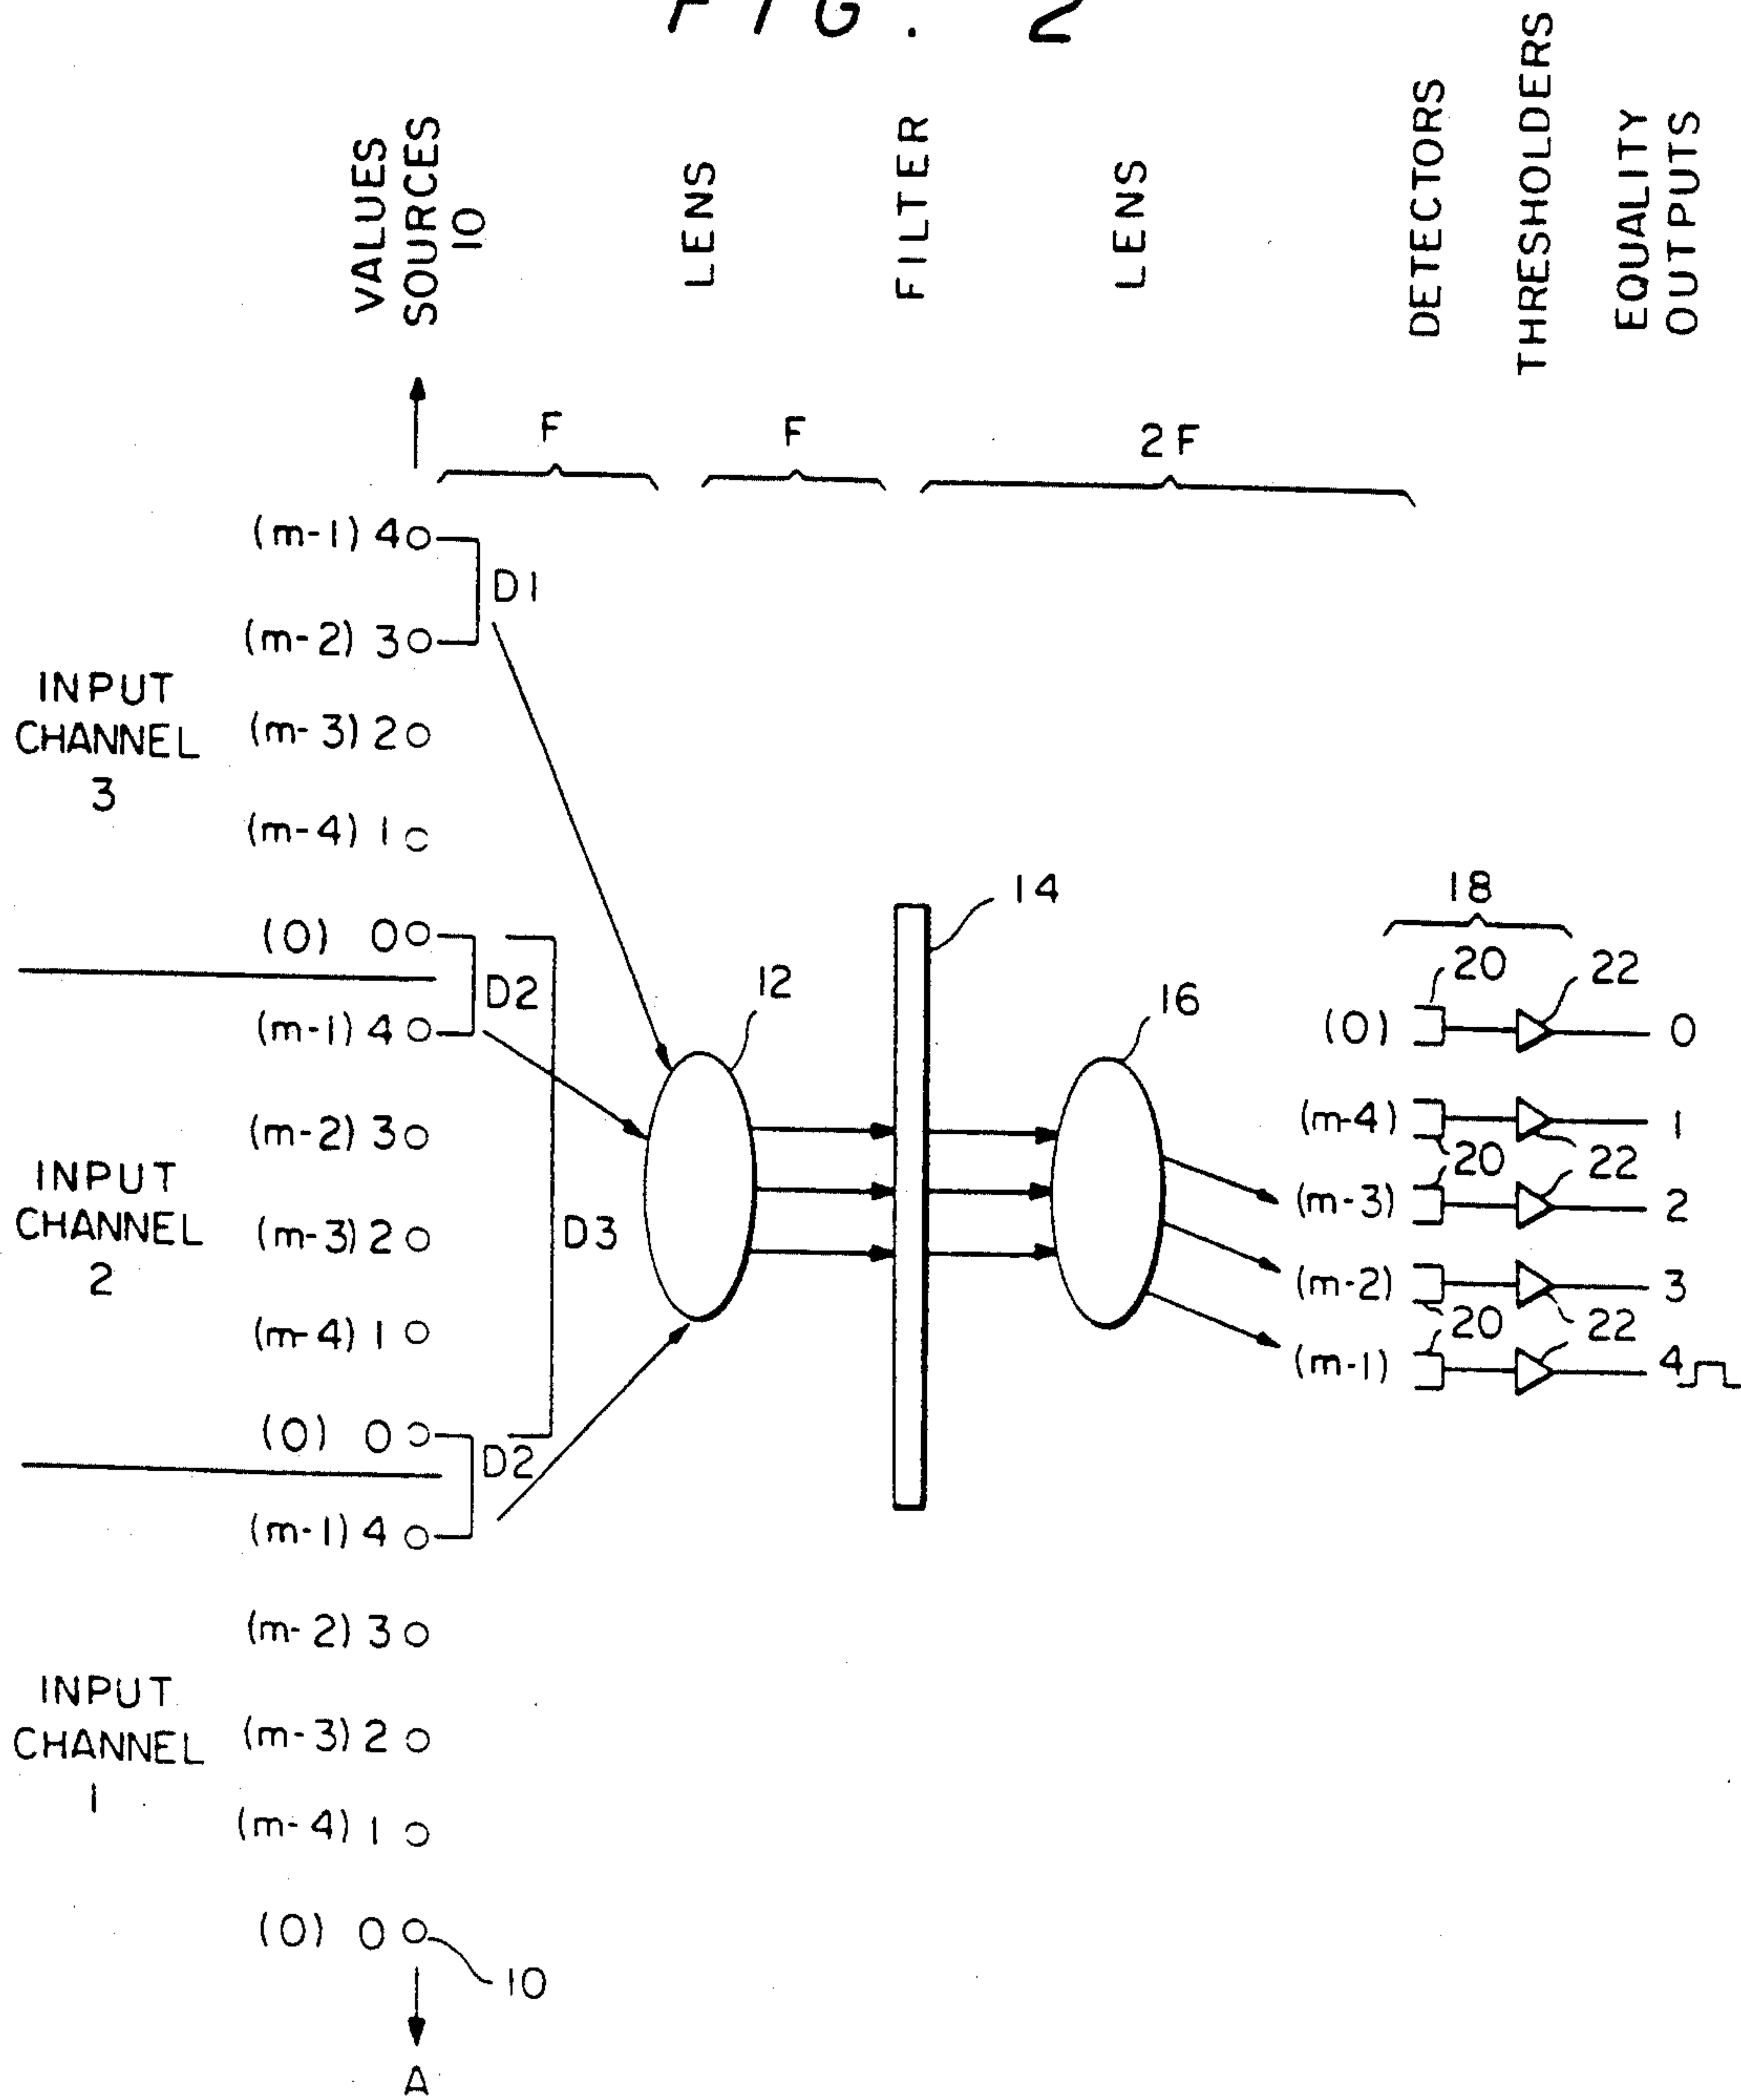 FIG. 2
VALUES
SOURCES
10
LENS
FILTER
LENS
DETECTORS
THRESHOLDERS
EQUALITY
OUTPUTS
F
F
2F
INPUT
CHANNEL
3
(m-1) 4
D1
(m-2) 3
(m-3) 2
(m-4) 1
(0) 0
D2
INPUT
CHANNEL
2
(m-1) 4
(m-2) 3
(m-3) 2
(m-4) 1
(0) 0
D3
D2
INPUT
CHANNEL
1
(m-1) 4
(m-2) 3
(m-3) 2
(m-4) 1
(0) 0
10
A
12
14
16
18
20
22
(0)
0
(m-4)
1
20
22
(m-3)
2
(m-2)
3
20
22
(m-1)
4